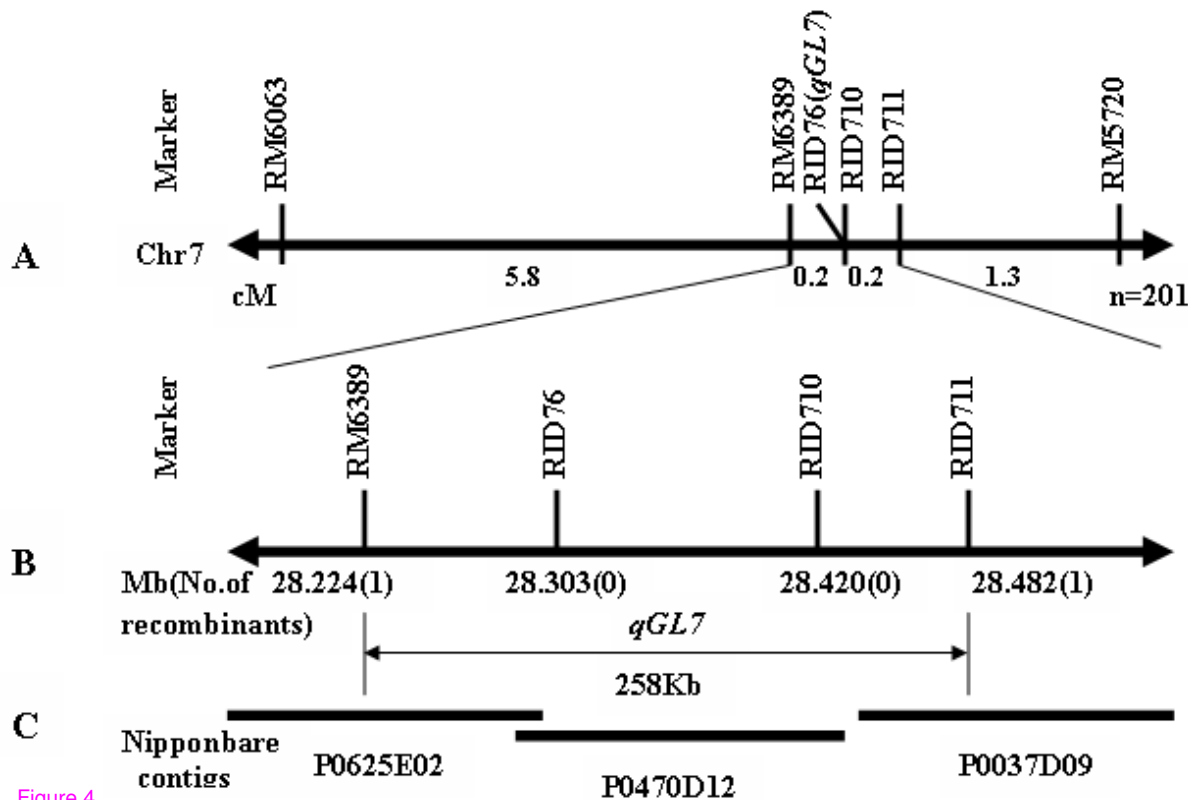 Marker
RM6063
RM6389
RID76(qGL7)
RID710
RID711
RM5720
A
Chr7
cM
5.8
0.2
0.2
1.3
n=201
Marker
RM6389
RID76
RID710
RID711
B
Mb(No.of 28.224(1) 28.303(0) 28.420(0) 28.482(1)
recombinants)
qGL7
258Kb
C
Nipponbare
contigs
P0625E02
P0470D12
P0037D09
Figure 4